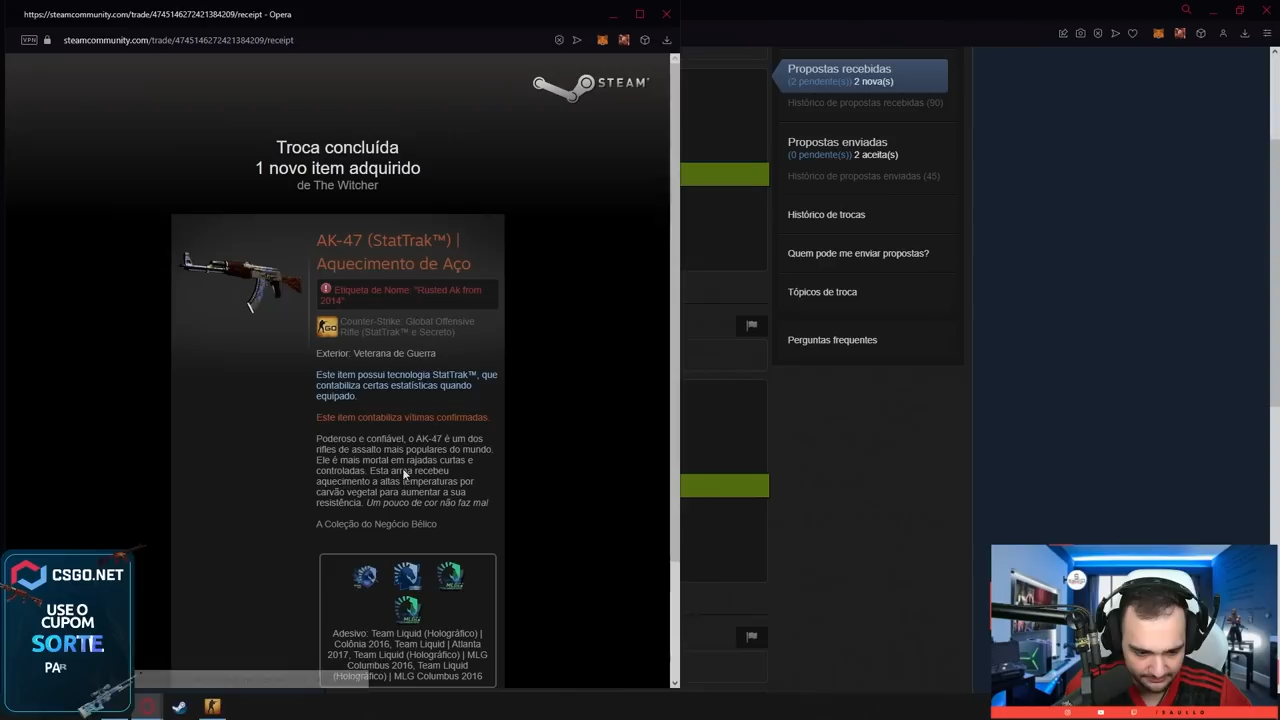 https://steamcommunity.com/trade/4745146272421384209/receipt - Opera
VPN
steamcommunity.com/trade/4745146272421384209/receipt
STEAM
Troca concluída
1 novo item adquirido
de The Witcher
AK-47 (StatTrak™) |
Aquecimento de Aço
Etiqueta de Nome: "Rusted Ak from
2014"
GO
Counter-Strike: Global Offensive
Rifle (StatTrak™ e Secreto)
Exterior: Veterana de Guerra
Este item possui tecnologia StatTrak™, que
contabiliza certas estatísticas quando
equipado.
Este item contabiliza vítimas confirmadas.
Poderoso e confiável, o AK-47 é um dos
rifles de assalto mais populares do mundo.
Ele é mais mortal em rajadas curtas e
controladas. Esta arma recebeu
aquecimento a altas temperaturas por
carvão vegetal para aumentar a sua
resistência. Um pouco de cor não faz mal
A Coleção do Negócio Bélico
Adesivo: Team Liquid (Holográfico) |
Colônia 2016, Team Liquid | Atlanta
2017, Team Liquid (Holográfico) | MLG
Columbus 2016, Team Liquid
(Holográfico) | MLG Columbus 2016
Propostas recebidas
(2 pendente(s)) 2 nova(s)
Histórico de propostas recebidas (90)
Propostas enviadas
(0 pendente(s)) 2 aceita(s)
Histórico de propostas enviadas (45)
Histórico de trocas
Quem pode me enviar propostas?
Tópicos de troca
Perguntas frequentes
CSGO.NET
USE O
CUPOM
SORTE
PAR